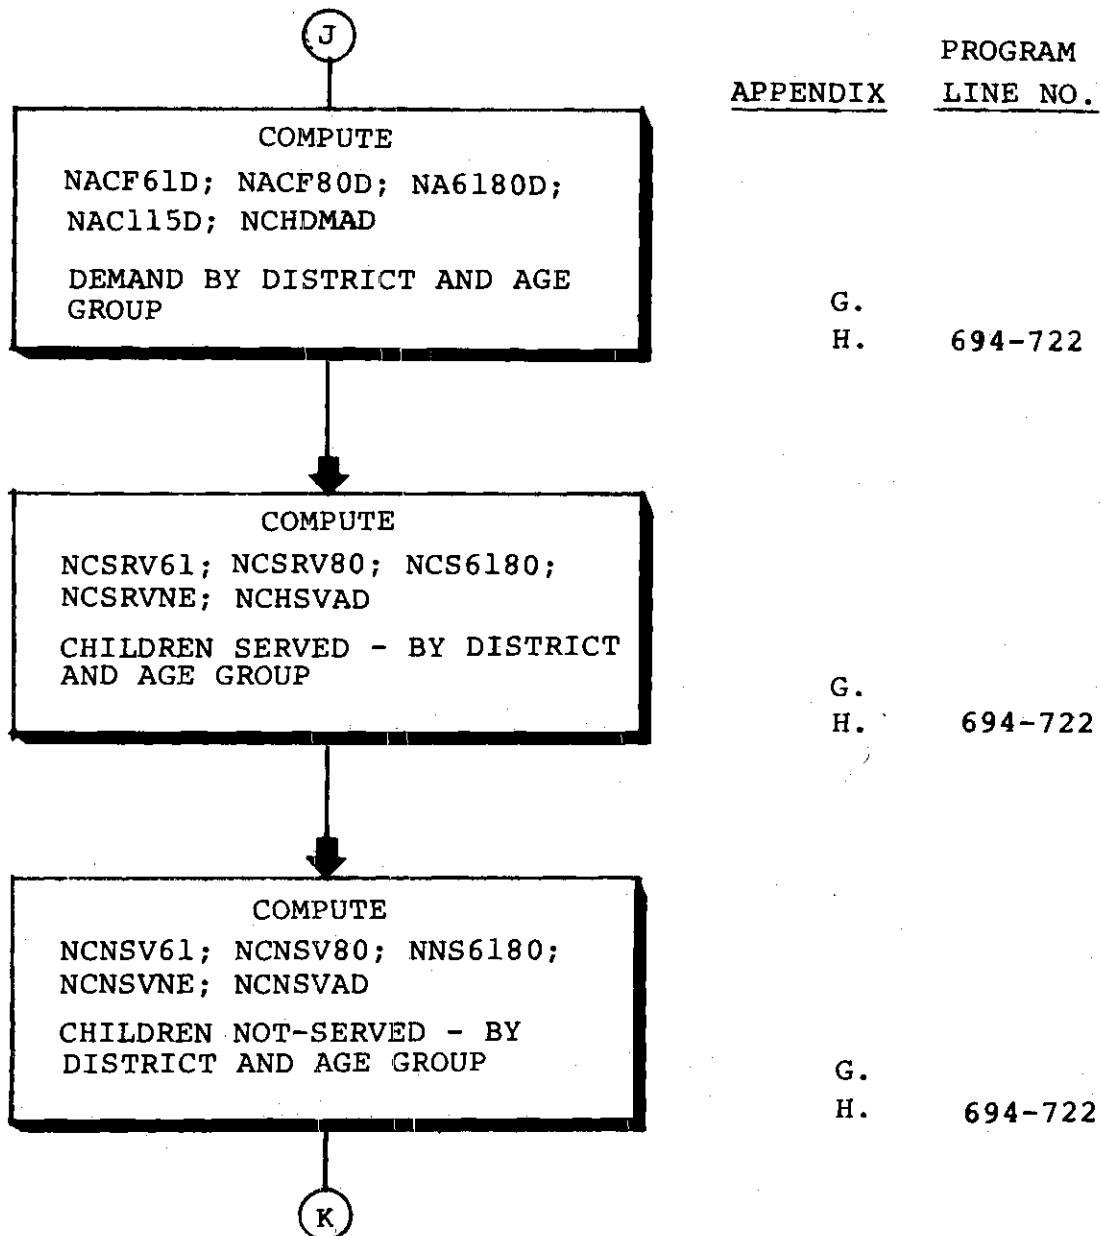 J
PROGRAM
APPENDIX LINE NO.
COMPUTE
NACF61D; NACF80D; NA6180D;
NAC115D; NCHDMAD
DEMAND BY DISTRICT AND AGE
GROUP
G.
H. 694-722
COMPUTE
NCSRV61; NCSRV80; NCS6180;
NCSRVNE; NCHSVAD
CHILDREN SERVED - BY DISTRICT
AND AGE GROUP
G.
H. 694-722
COMPUTE
NCNSV61; NCNSV80; NNS6180;
NCNSVNE; NCNSVAD
CHILDREN NOT-SERVED - BY
DISTRICT AND AGE GROUP
G.
H. 694-722
K